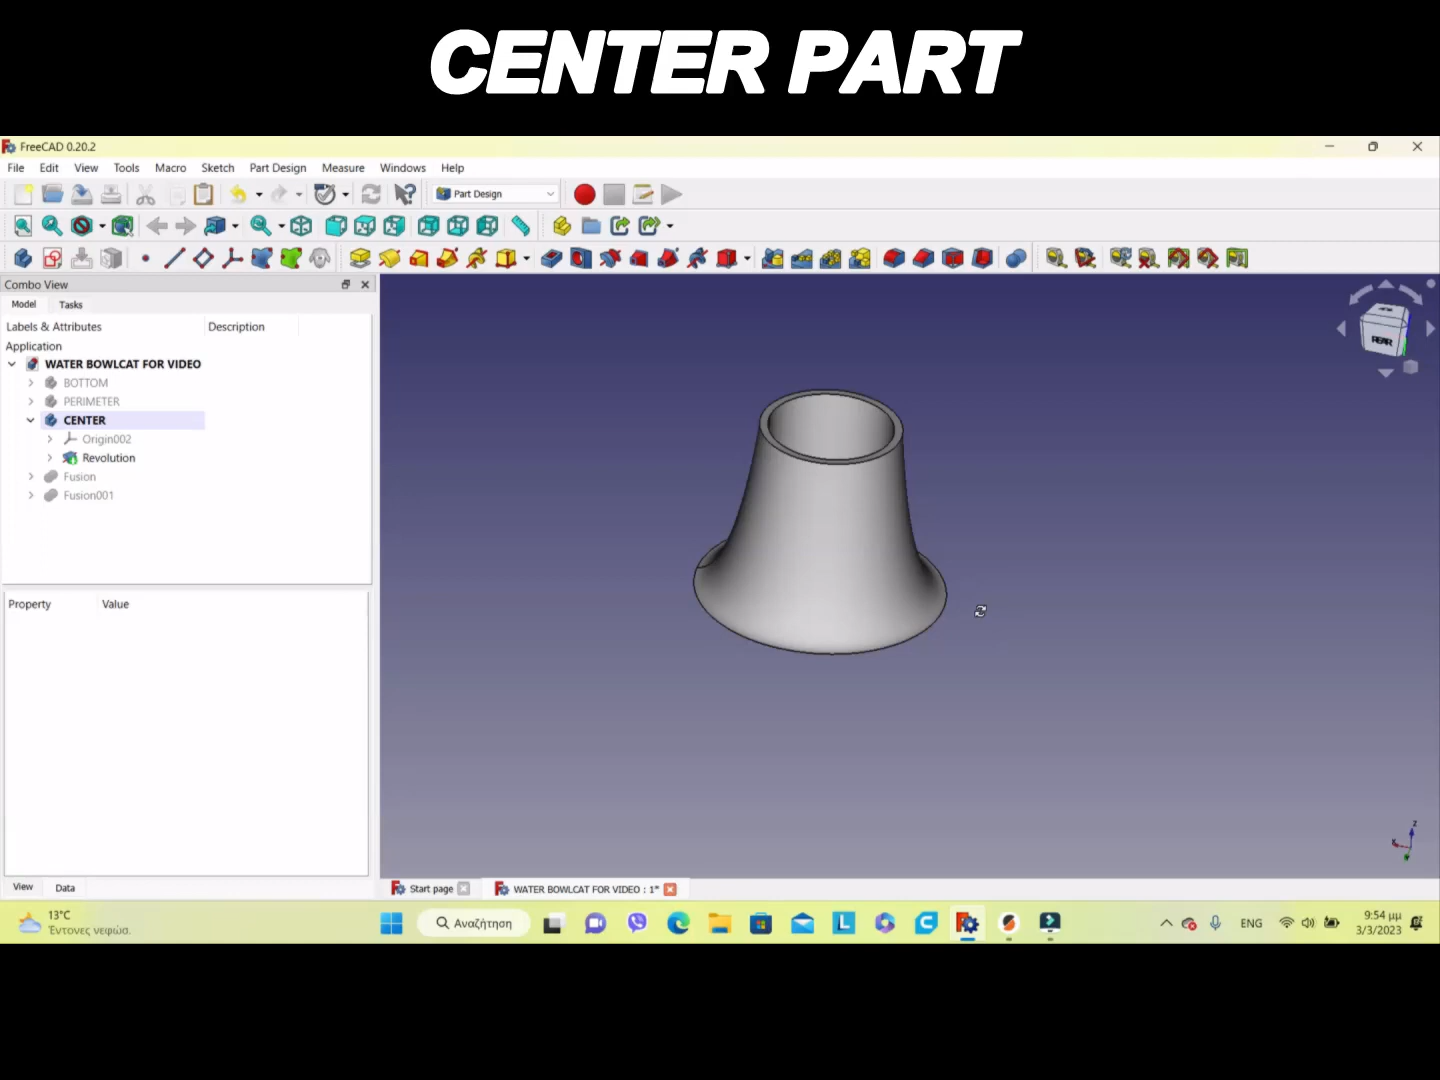 CENTER PART
FreeCAD 0.20.2
File Edit View Tools Macro Sketch Part Design Measure Windows Help
Part Design
Combo View
Model Tasks
Labels & Attributes Description
Application
WATER BOWLCAT FOR VIDEO
BOTTOM
PERIMETER
CENTER
Origin002
Revolution
Fusion
Fusion001
REAR
Property Value
Z
View Data
Start page
WATER BOWLCAT FOR VIDEO : 1*
13°C
Έντονες νεφώσ.
Αναζήτηση
ENG
9:54 μμ
3/3/2023